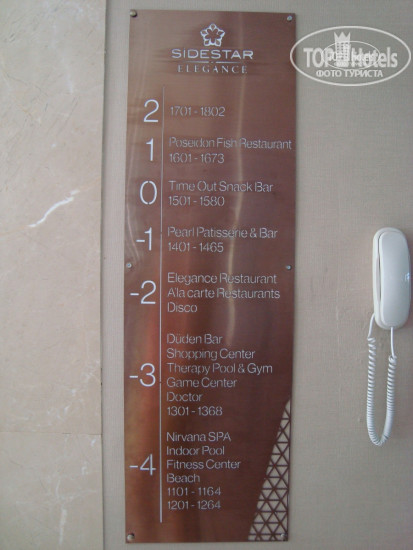 SIDESTAR
ELEGANCE
TOPHotels
ФОТО ТУРИСТА
2
1701 - 1802
1
Poseidon Fish Restaurant
1601 - 1673
0
Time Out Snack Bar
1501 - 1580
-1
Pearl Patisserie & Bar
1401 - 1465
-2
Elegance Restaurant
A'la carte Restaurants
Disco
-3
Düden Bar
Shopping Center
Therapy Pool & Gym
Game Center
Doctor
1301 - 1368
-4
Nirvana SPA
Indoor Pool
Fitness Center
Beach
1101 - 1164
1201 - 1264